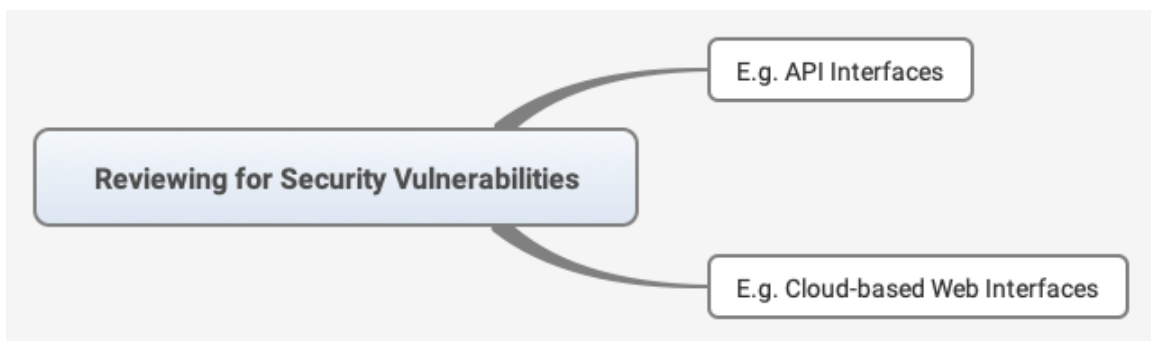 Reviewing for Security Vulnerabilities
E.g. API Interfaces
E.g. Cloud-based Web Interfaces